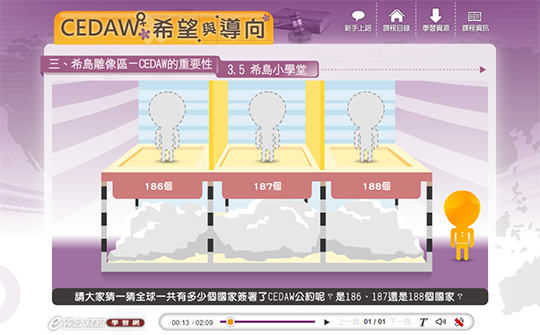 CEDAW希望與導向
新手上路
課程目錄
學習資源
課程資訊
三、希島雕像區－CEDAW的重要性
3.5 希島小學堂
186個
187個
188個
請大家猜一猜全球一共有多少個國家簽署了CEDAW公約呢？是186、187還是188個國家？
學習網
00:13 / 02:09
上一頁 01 / 01 下一頁
T